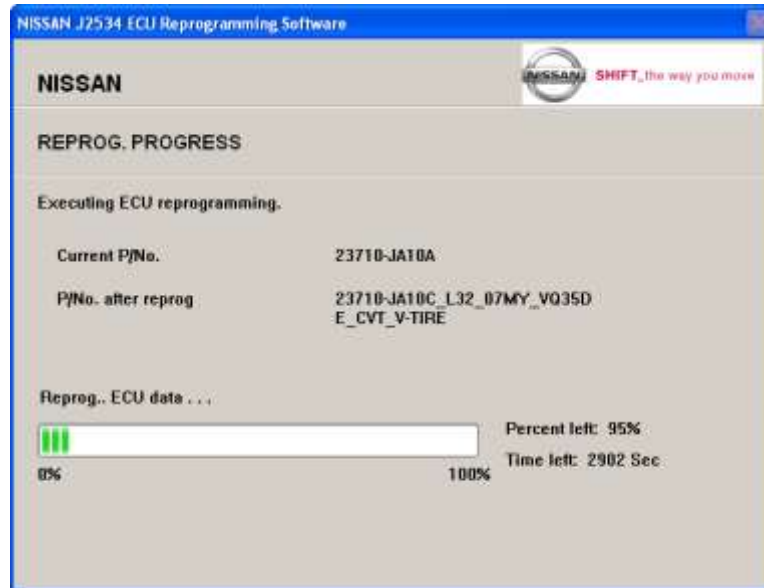 NISSAN J2534 ECU Reprogramming Software
NISSAN
NISSAN SHIFT_the way you move
REPROG. PROGRESS
Executing ECU reprogramming.
Current P/No. 23710-JA10A
P/No. after reprog 23710-JA10C_L32_07MY_VQ35D
E_CVT_V-TIRE
Reprog.. ECU data . . .
Percent left: 95%
Time left: 2902 Sec
0% 100%